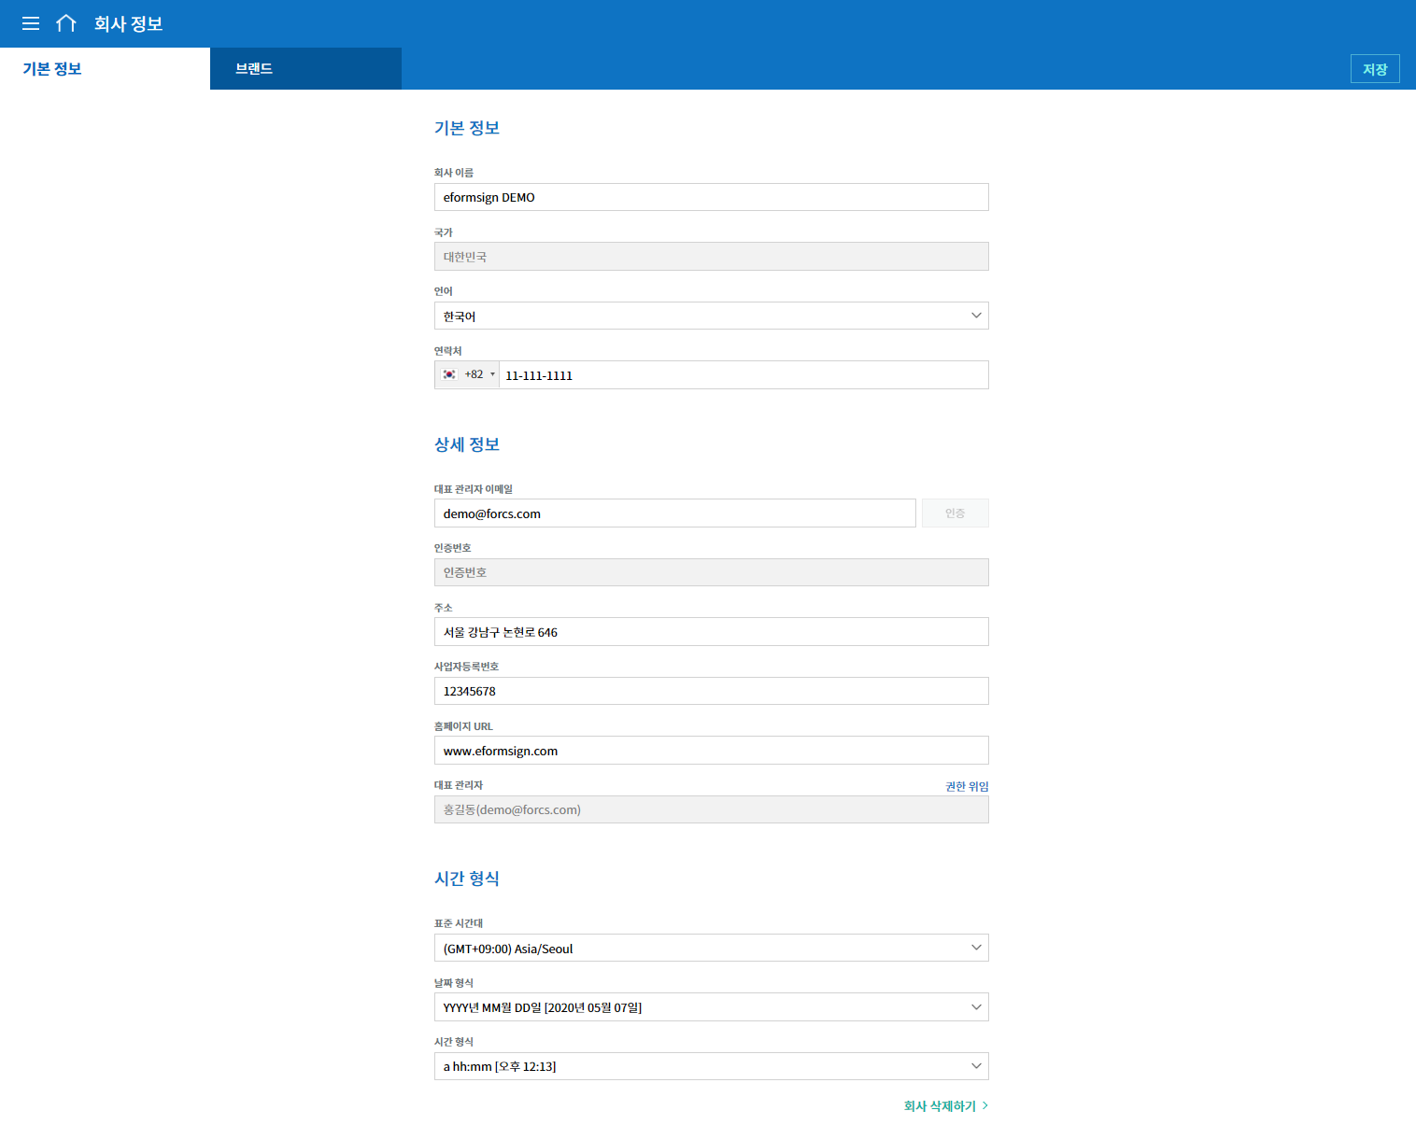 회사 정보
기본 정보
브랜드
저장
기본 정보
회사 이름
eformsign DEMO
국가
대한민국
언어
한국어
연락처
+82
11-111-1111
상세 정보
대표 관리자 이메일
demo@forcs.com
인증
인증번호
인증번호
주소
서울 강남구 논현로 646
사업자등록번호
12345678
홈페이지 URL
www.eformsign.com
대표 관리자
권한 위임
홍길동(demo@forcs.com)
시간 형식
표준 시간대
(GMT+09:00) Asia/Seoul
날짜 형식
YYYY년 MM월 DD일 [2020년 05월 07일]
시간 형식
a hh:mm [오후 12:13]
회사 삭제하기 >